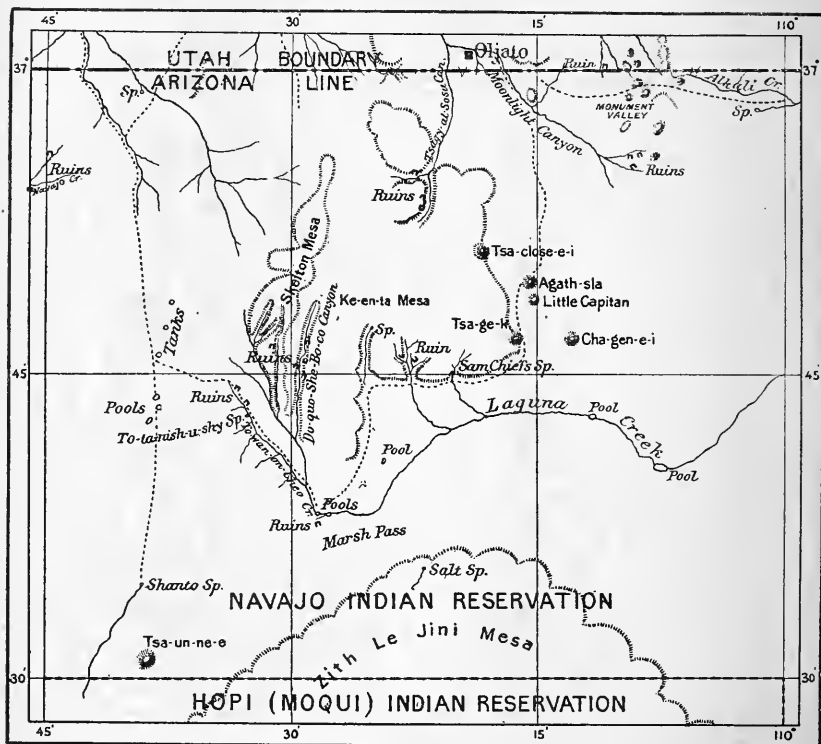 45' 30' 15' 110°
UTAH BOUNDARY
ARIZONA LINE
Oljato
37° 37°
Sp.
Ruin
Alkali Cr.
MONUMENT
VALLEY
Sp.
Moonlight Canyon
Ruins
Navajo Cr.
Ruins
Ruins
Shelton Mesa
Tsa-close-e-i
Agath-sla
Little Capitan
Ke-en-ta Mesa
Tsa-ge-k
Cha-gen-e-i
Sp.
Ruin
Tanks
Ruins
Du-quo-She-Bo-co Canyon
Sam Chief's Sp.
45 45
Ruins
Pools
To-tainish-u-shy Sp.
Laguna
Creek
Pool
Pool
Pool
Pools
Ruins
Marsh Pass
Shanto Sp.
Salt Sp.
NAVAJO INDIAN RESERVATION
Tsa-un-ne-e
Zith Le Jini Mesa
30' 30'
HOPI (MOQUI) INDIAN RESERVATION
45' 30' 15' 110°